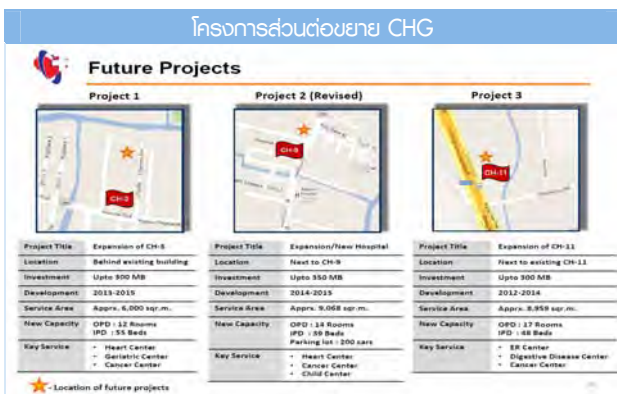 โครงการส่วนต่อขยาย CHG
Future Projects
Project 1
Project 2 (Revised)
Project 3
CH-3
CH-9
CH-11
Project Title Expansion of CH-3
Location Behind existing building
Investment Upto 300 MB
Development 2013-2015
Service Area Apprx. 6,000 sqr.m.
New Capacity OPD : 12 Rooms
IPD : 55 Beds
Key Service • Heart Center
• Geriatric Center
• Cancer Center
Project Title Expansion/New Hospital
Location Next to CH-9
Investment Upto 350 MB
Development 2014-2015
Service Area Apprx. 9,068 sqr.m.
New Capacity OPD : 14 Rooms
IPD : 59 Beds
Parking lot : 200 cars
Key Service • Heart Center
• Cancer Center
• Child Center
Project Title Expansion of CH-11
Location Next to existing CH-11
Investment Upto 300 MB
Development 2012-2014
Service Area Apprx. 8,959 sqr.m.
New Capacity OPD : 17 Rooms
IPD : 48 Beds
Key Service • ER Center
• Digestive Disease Center
• Cancer Center
- Location of future projects